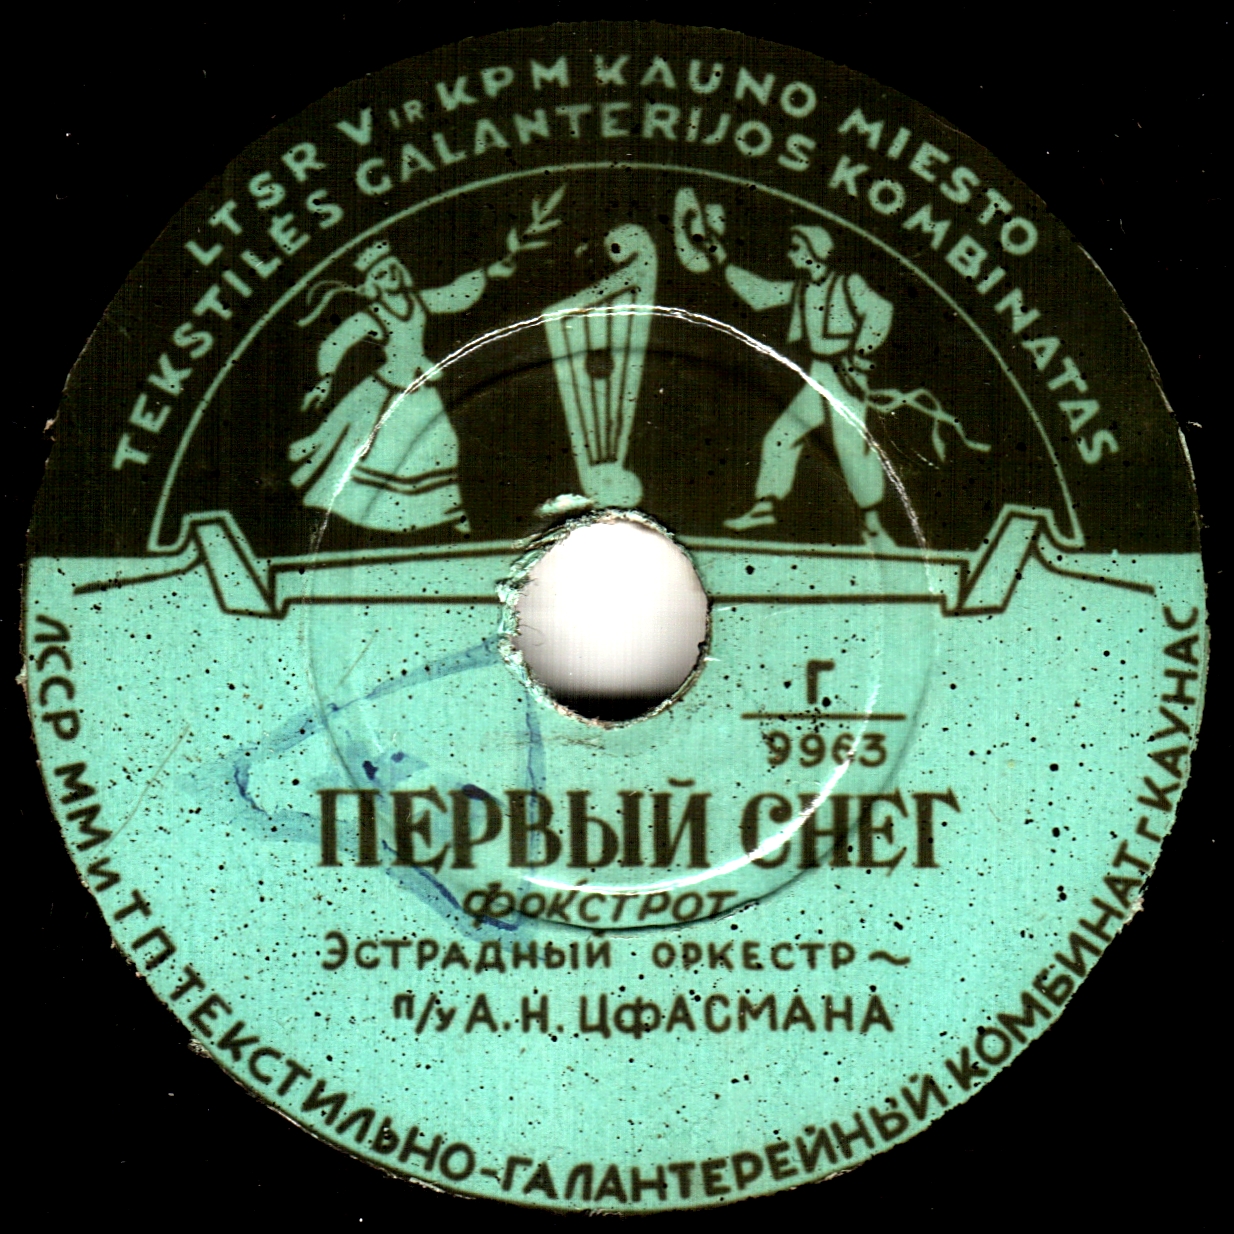 LTSR V IR KPM KAUNO MIESTO
TEKSTILĖS GALANTERIJOS KOMBINATAS
Г
9963
ПЕРВЫЙ СНЕГ
ФОКСТРОТ
ЭСТРАДНЫЙ ОРКЕСТР ~
П/У А. Н. ЦФАСМАНА
ЛССР ММ И Т П ТЕКСТИЛЬНО-ГАЛАНТЕРЕЙНЫЙ КОМБИНАТ Г КАУНАС